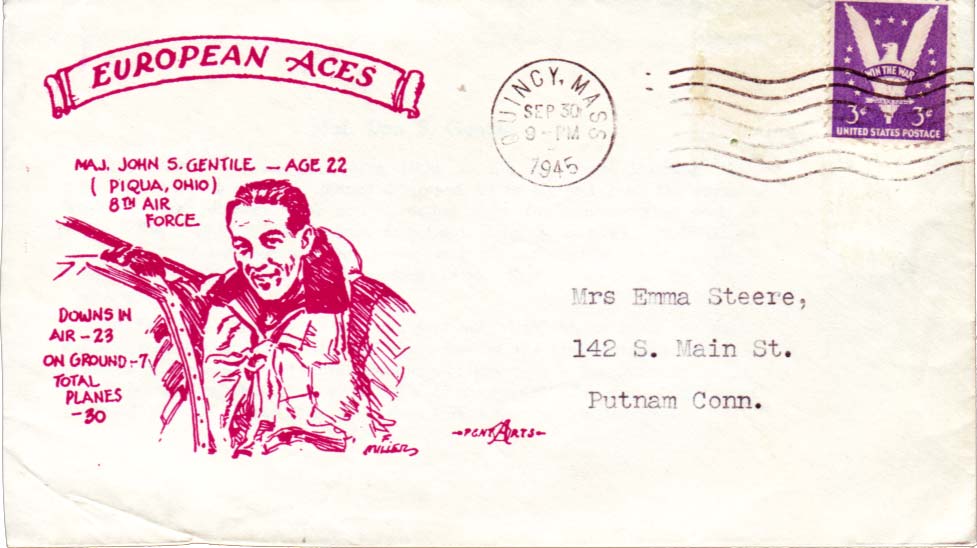 EUROPEAN ACES
MAJ. JOHN S. GENTILE — AGE 22
( PIQUA, OHIO )
8TH AIR
FORCE
DOWNS IN
AIR - 23
ON GROUND - 7
TOTAL
PLANES
- 30
F. MILLER
PENT ARTS
QUINCY, MASS
SEP 30
9 - PM
1945
WIN THE WAR
3¢ 3¢
UNITED STATES POSTAGE
Mrs Emma Steere,
142 S. Main St.
Putnam Conn.